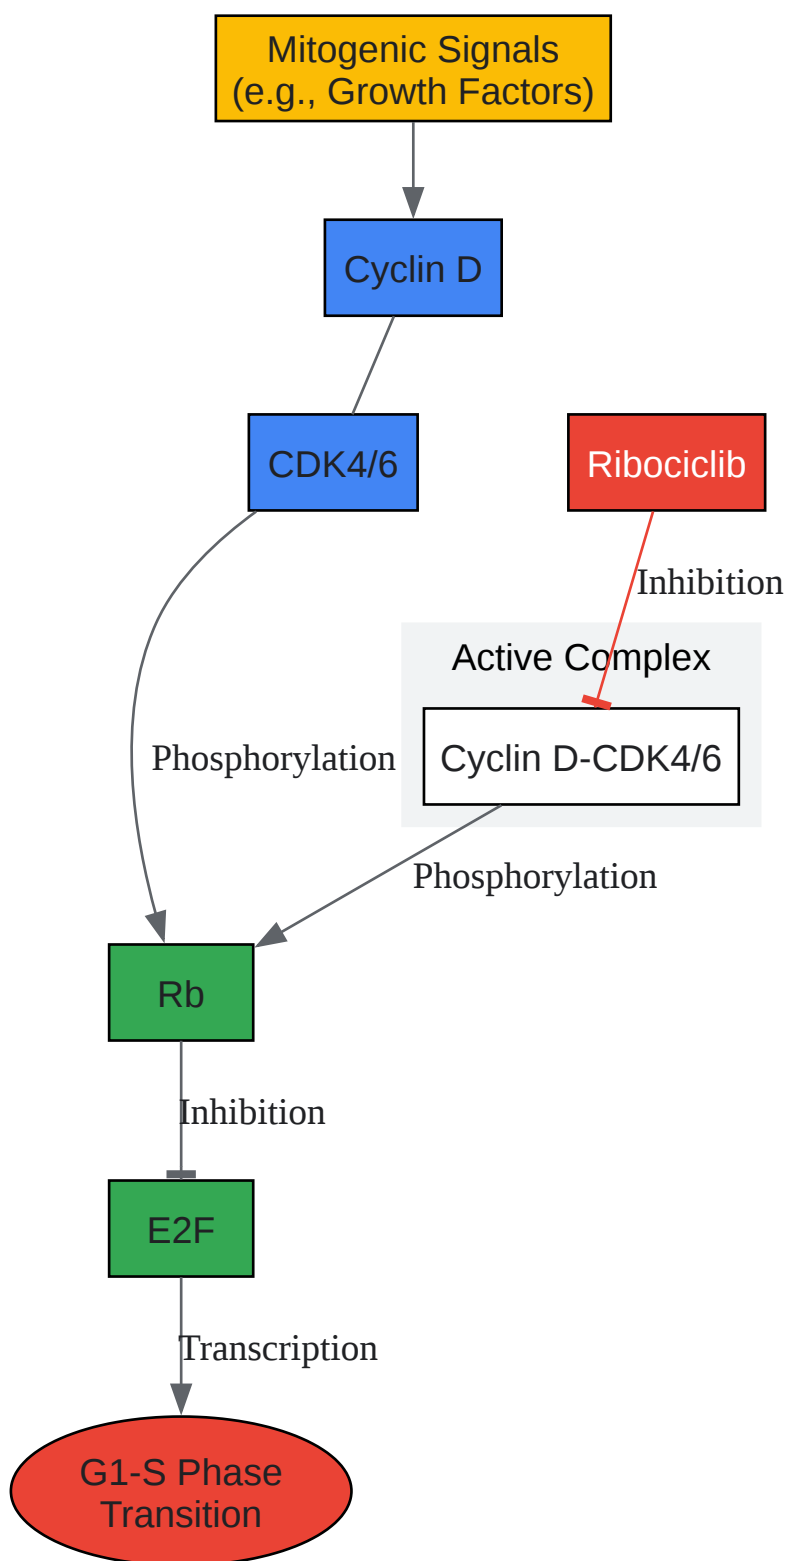 Mitogenic Signals
(e.g., Growth Factors)
Cyclin D
CDK4/6
Ribociclib
Inhibition
Active Complex
Cyclin D-CDK4/6
Phosphorylation
Phosphorylation
Rb
Inhibition
E2F
Transcription
G1-S Phase
Transition